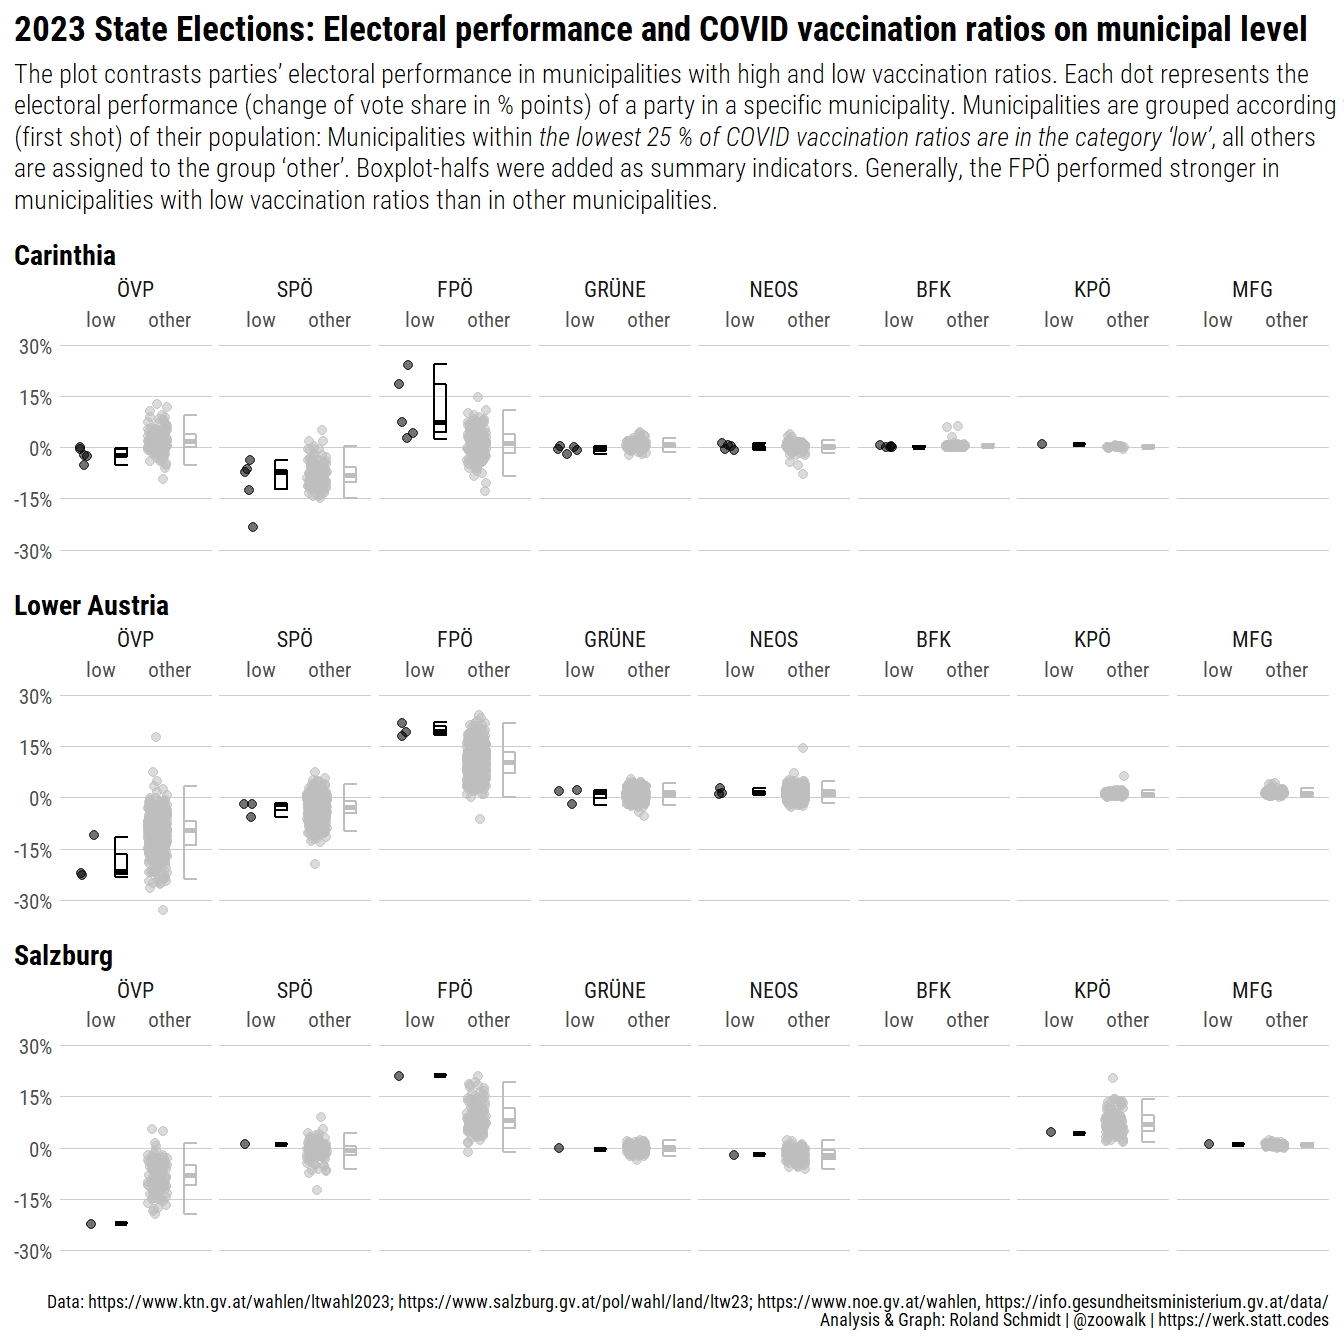 2023 State Elections: Electoral performance and COVID vaccination ratios on municipal level
The plot contrasts parties’ electoral performance in municipalities with high and low vaccination ratios. Each dot represents the
electoral performance (change of vote share in % points) of a party in a specific municipality. Municipalities are grouped according
(first shot) of their population: Municipalities within the lowest 25 % of COVID vaccination ratios are in the category ‘low’, all others
are assigned to the group ‘other’. Boxplot-halfs were added as summary indicators. Generally, the FPÖ performed stronger in
municipalities with low vaccination ratios than in other municipalities.
Carinthia
ÖVP SPÖ FPÖ GRÜNE NEOS BFK KPÖ MFG
low other low other low other low other low other low other low other low other
30%
15%
0%
-15%
-30%
Lower Austria
ÖVP SPÖ FPÖ GRÜNE NEOS BFK KPÖ MFG
low other low other low other low other low other low other low other low other
30%
15%
0%
-15%
-30%
Salzburg
ÖVP SPÖ FPÖ GRÜNE NEOS BFK KPÖ MFG
low other low other low other low other low other low other low other low other
30%
15%
0%
-15%
-30%
Data: https://www.ktn.gv.at/wahlen/ltwahl2023; https://www.salzburg.gv.at/pol/wahl/land/ltw23; https://www.noe.gv.at/wahlen, https://info.gesundheitsministerium.gv.at/data/
Analysis & Graph: Roland Schmidt | @zoowalk | https://werk.statt.codes